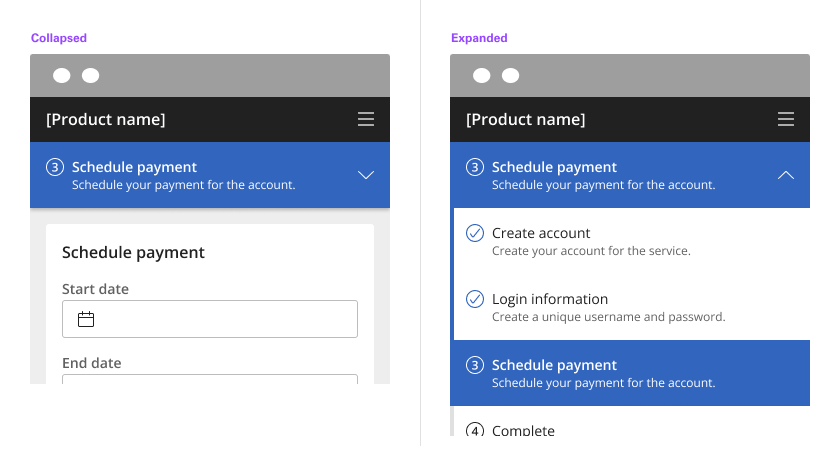 Collapsed
[Product name]
3 Schedule payment
Schedule your payment for the account.
Schedule payment
Start date
End date
Expanded
[Product name]
3 Schedule payment
Schedule your payment for the account.
Create account
Create your account for the service.
Login information
Create a unique username and password.
3 Schedule payment
Schedule your payment for the account.
4 Complete